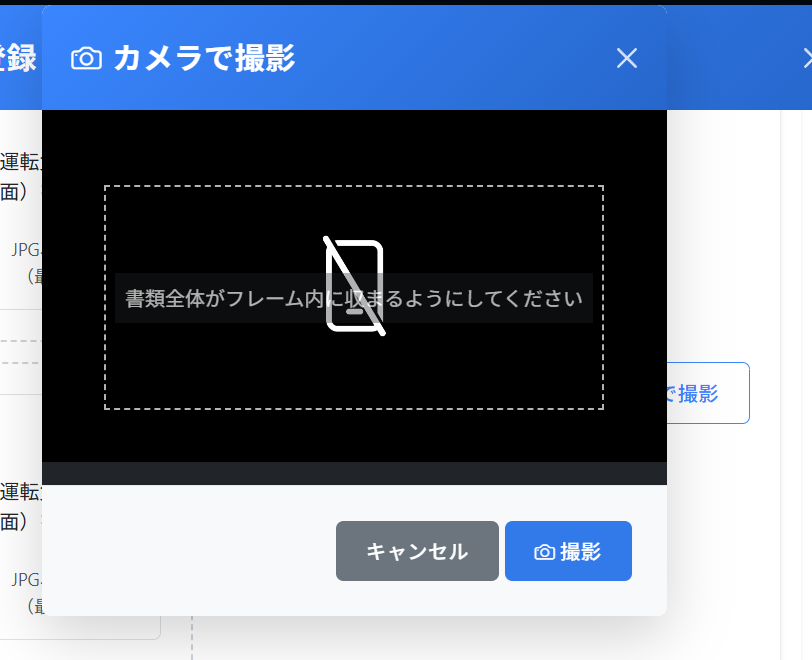 登録
カメラで撮影
運転
面）
JPG
（最
書類全体がフレーム内に収まるようにしてください
で撮影
運転
面）
JPG
（最
キャンセル
撮影